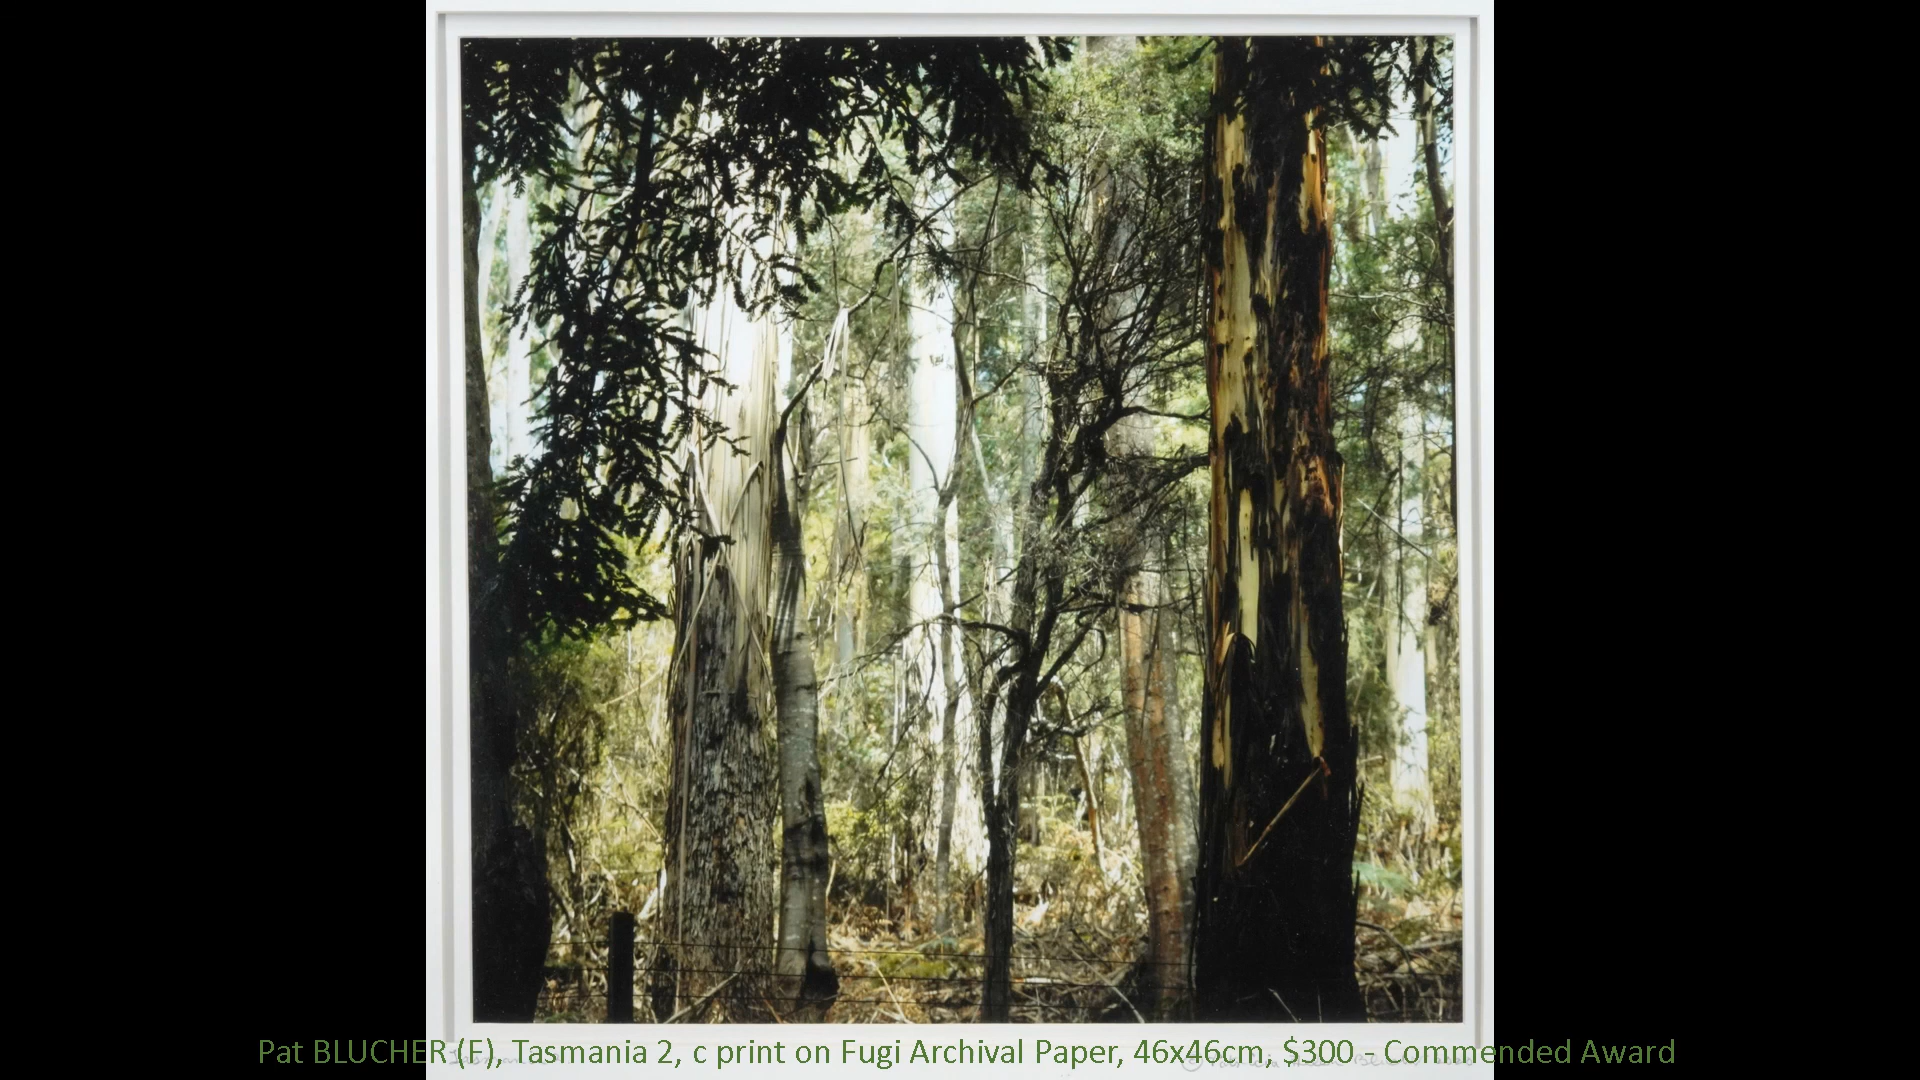 Pat BLUCHER (F), Tasmania 2, c print on Fugi Archival Paper, 46x46cm, $300 - Commended Award